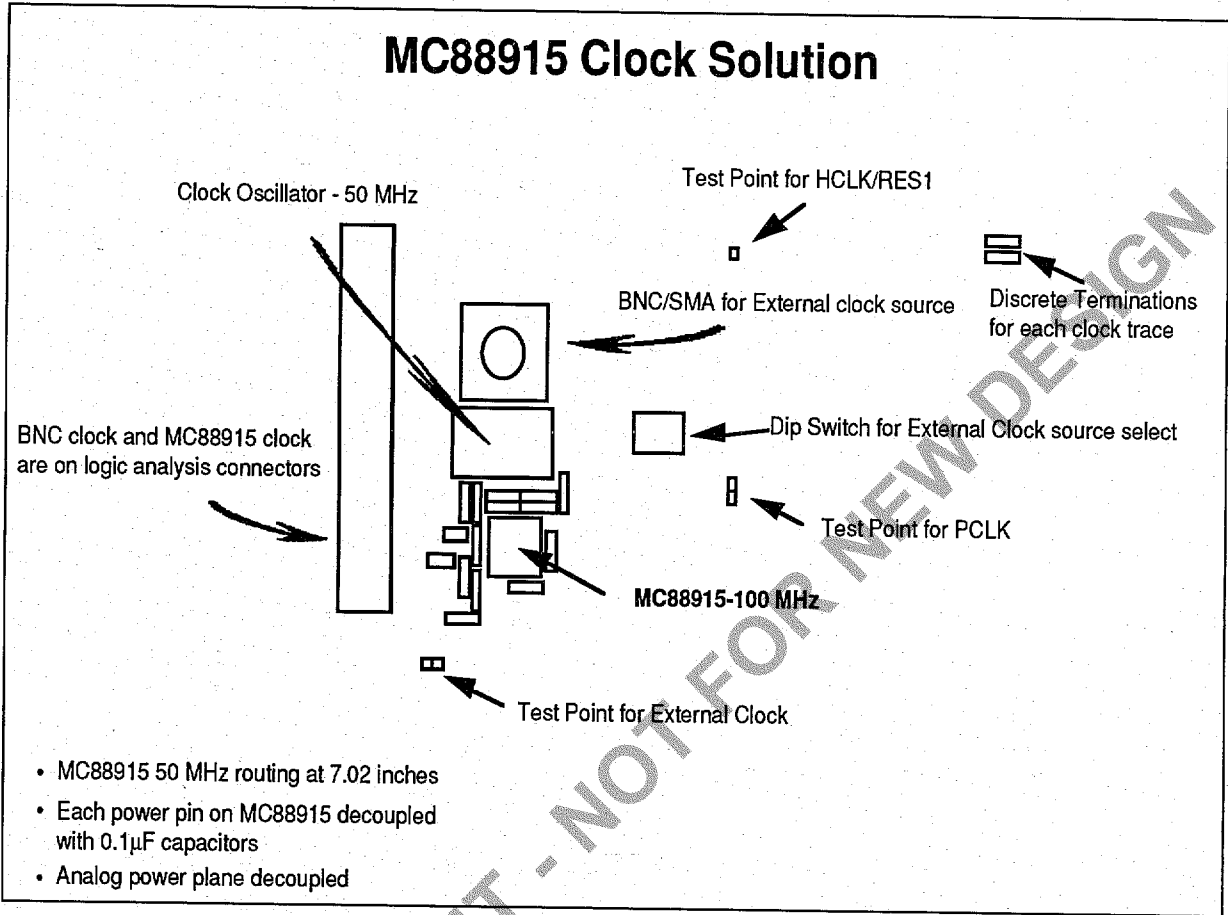 MC88915 Clock Solution
Clock Oscillator - 50 MHz
Test Point for HCLK/RES1
BNC/SMA for External clock source
Discrete Terminations
for each clock trace
BNC clock and MC88915 clock
are on logic analysis connectors
Dip Switch for External Clock source select
Test Point for PCLK
MC88915-100 MHz
Test Point for External Clock
• MC88915 50 MHz routing at 7.02 inches
• Each power pin on MC88915 decoupled
with 0.1µF capacitors
• Analog power plane decoupled
- NOT FOR NEW DESIGN